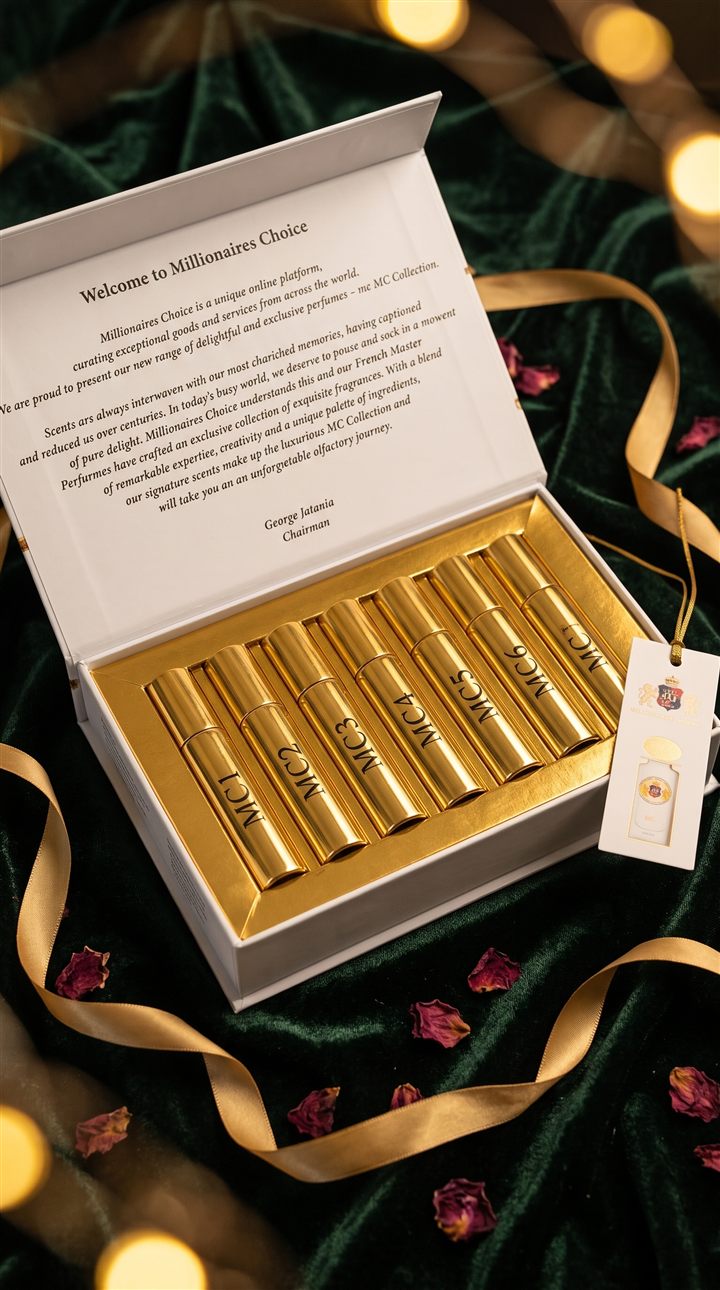 Welcome to Millionaires Choice
Millionaires Choice is a unique online platform,
curating exceptional goods and services from across the world.
We are proud to present our new range of delightful and exclusive perfumes – mc MC Collection.
Scents ars always interwaven with our most chariched memories, having captioned
and reduced us over centuries. In today's busy world, we deserve to pouse and sock in a mowent
of pure delight. Millionaires Choice understands this and our French Master
Perfurmes have crafted an exclusive collection of exquisite fragrances. With a blend
of remarkable expertiee, creativity and a unique palette of ingredients,
our signature scents make up the luxurious MC Collection and
will take you an an unforgetable olfactory journey.
George Jatania
Chairman
MC1
MC2
MC3
MC4
MC5
MC6
MC1